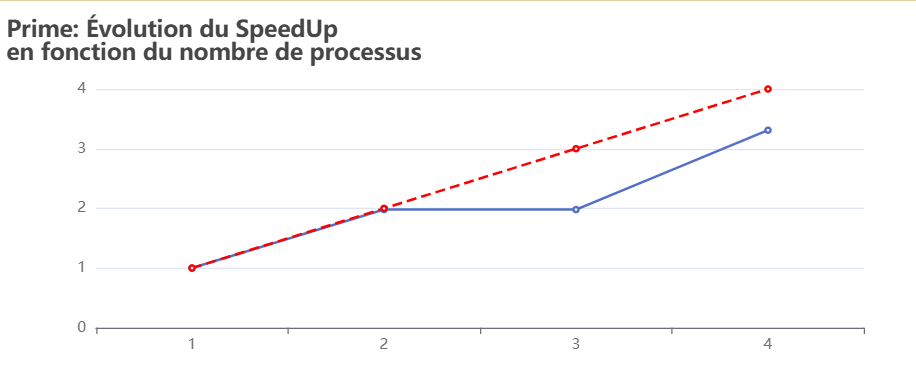 Prime: Évolution du SpeedUp
en fonction du nombre de processus
4
3
2
1
0
1 2 3 4